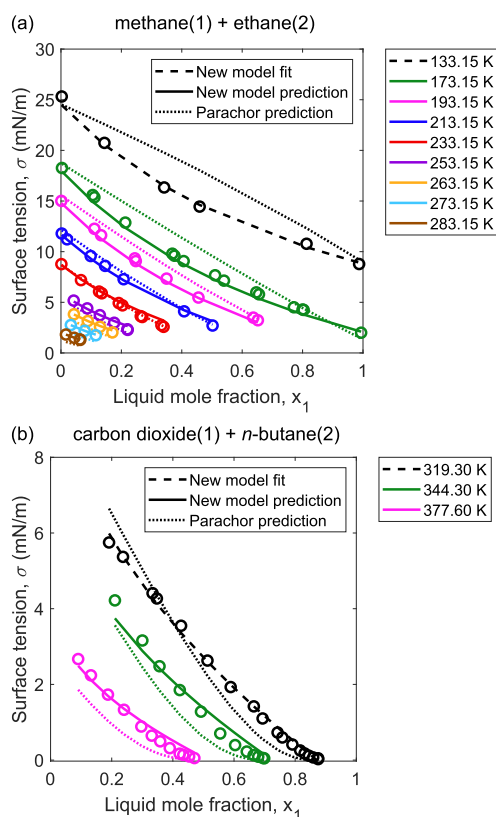 (a) methane(1) + ethane(2)
30
25
20
15
10
5
0
0 0.2 0.4 0.6 0.8 1
Surface tension, σ (mN/m)
Liquid mole fraction, x1
New model fit
New model prediction
Parachor prediction
133.15 K
173.15 K
193.15 K
213.15 K
233.15 K
253.15 K
263.15 K
273.15 K
283.15 K
(b) carbon dioxide(1) + n-butane(2)
8
6
4
2
0
0 0.2 0.4 0.6 0.8 1
Surface tension, σ (mN/m)
Liquid mole fraction, x1
New model fit
New model prediction
Parachor prediction
319.30 K
344.30 K
377.60 K